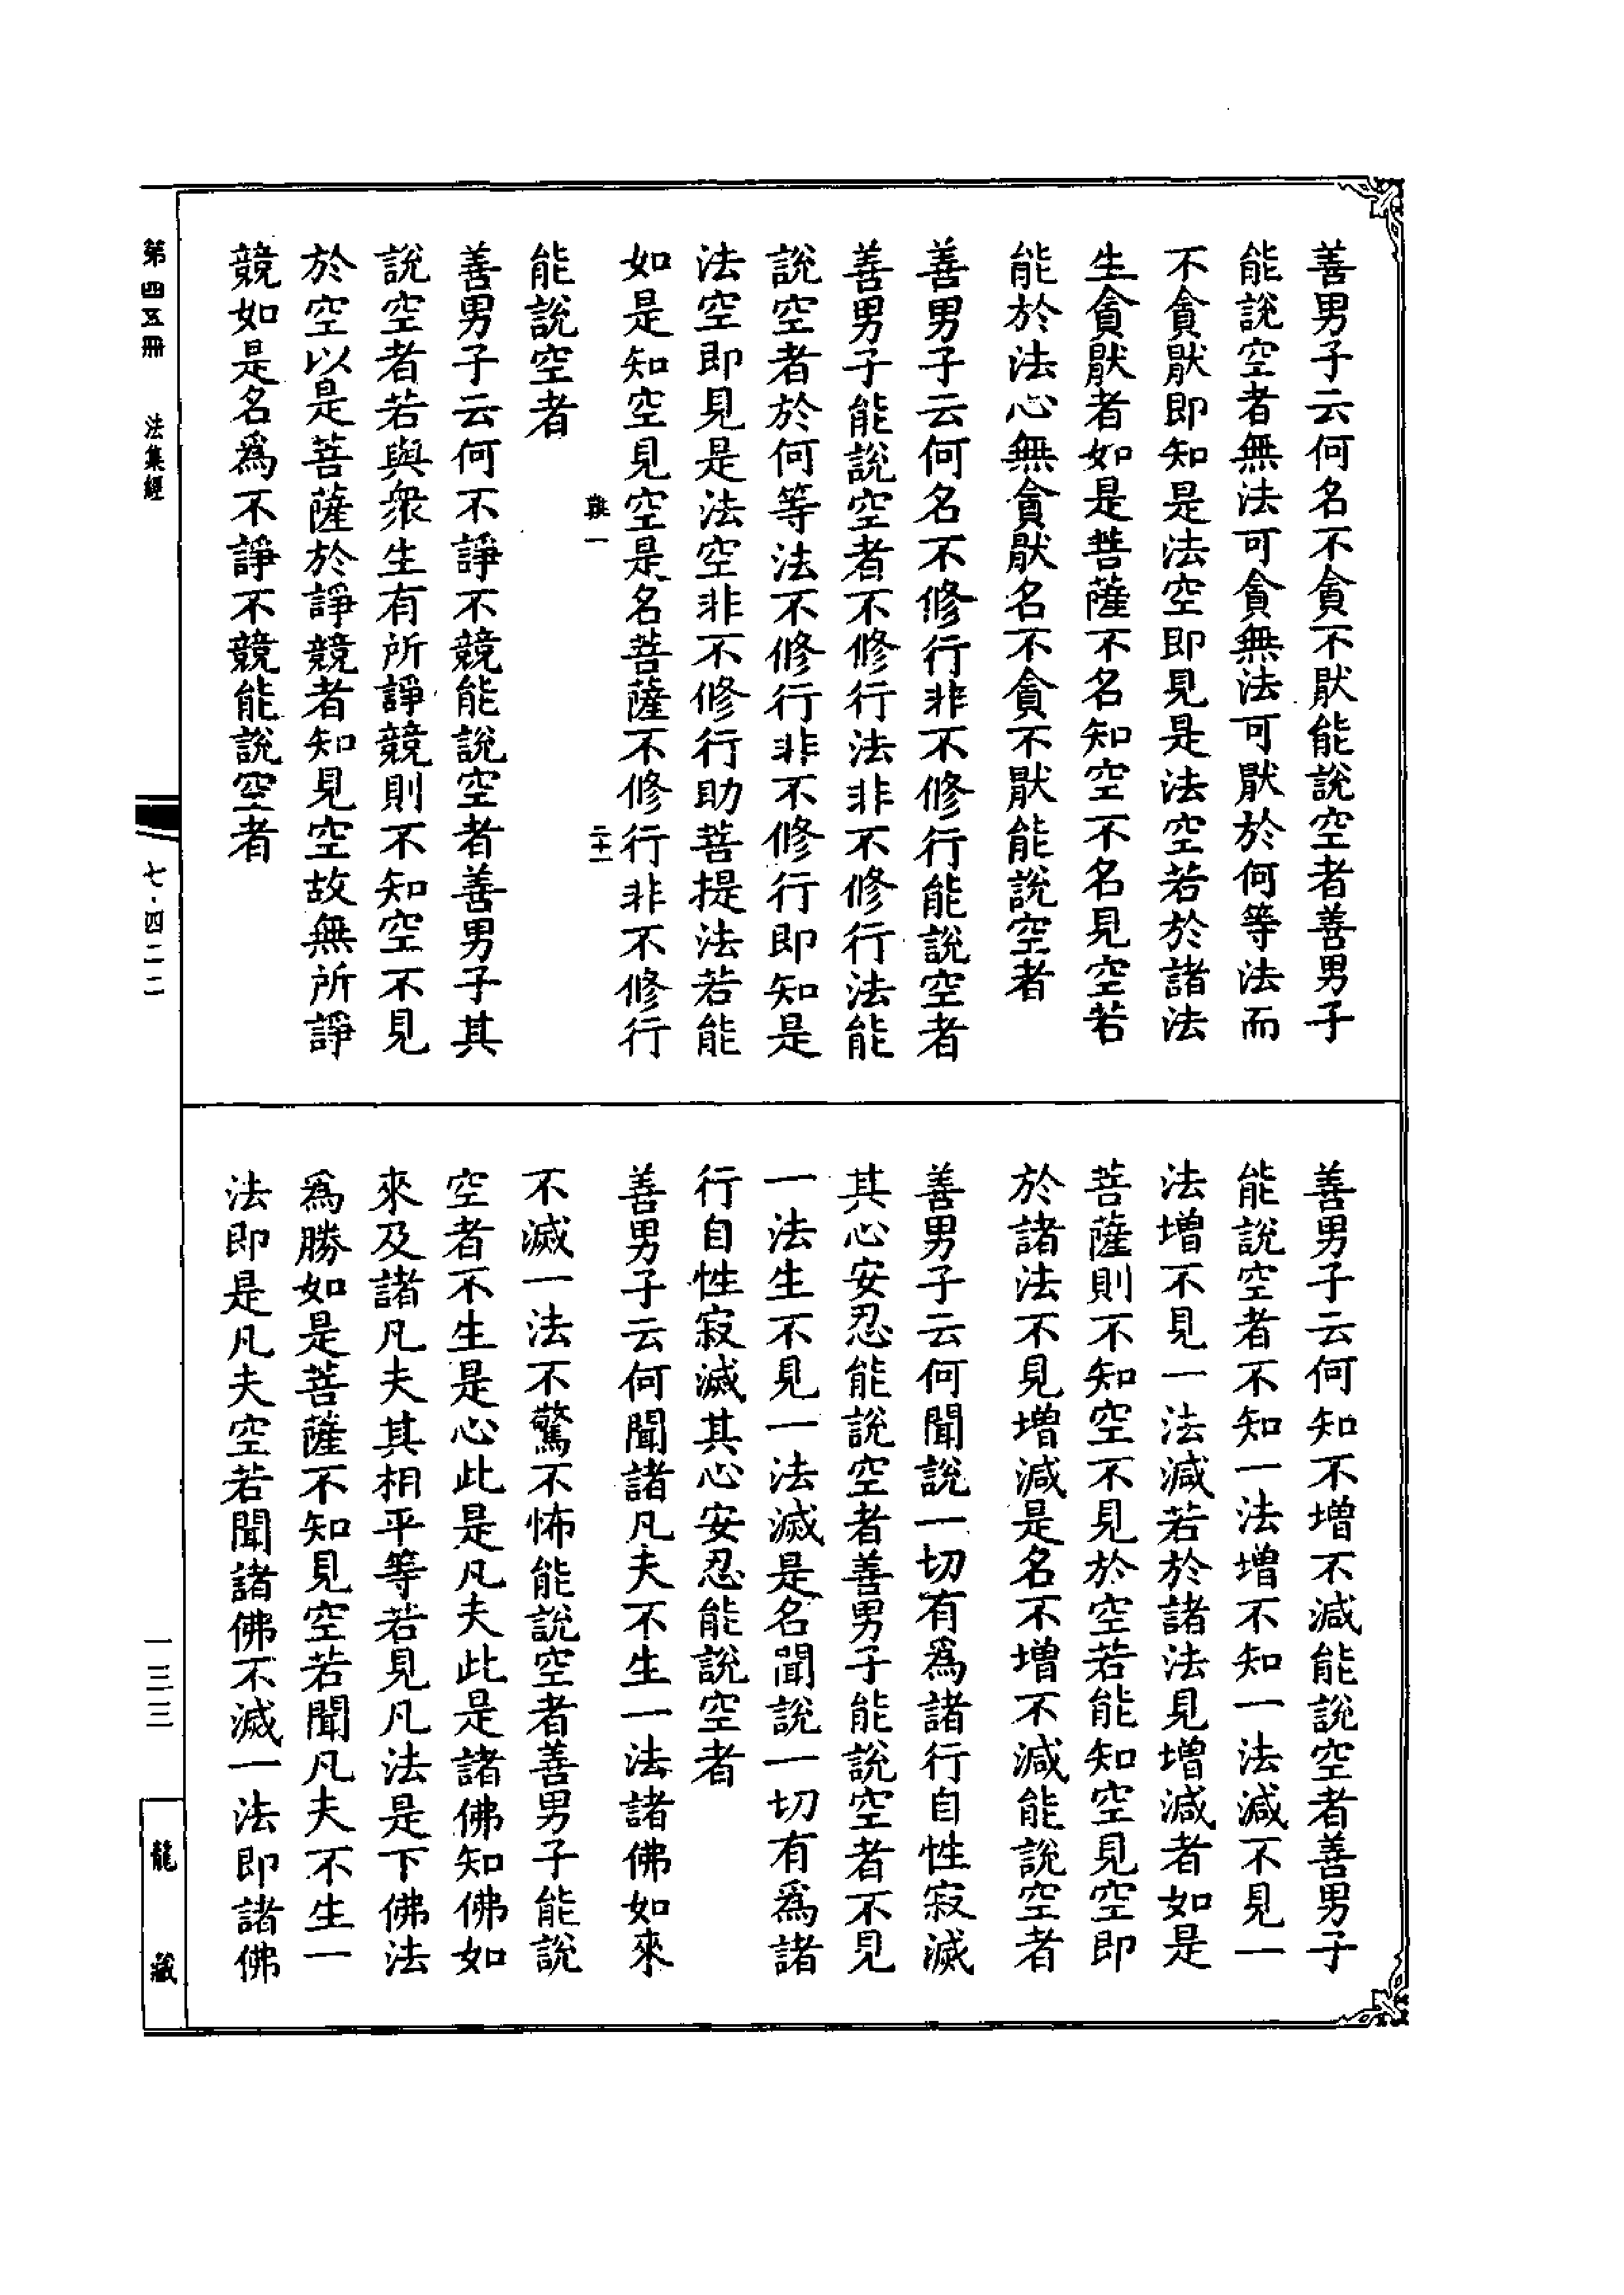 善男子云何名不貪不猒能說空者善男子
能說空者無法可貪無法可猒於何等法而
不貪猒即知是法空即見是法空若於諸法
生貪猒者如是菩薩不名知空不名見空若
能於法心無貪猒名不貪不猒能說空者
善男子云何名不修行非不修行能說空者
善男子能說空者不修行法非不修行法能
說空者於何等法不修行非不修行即知是
法空即見是法空非不修行助菩提法若能
如是知空見空是名菩薩不修行非不修行
一
二十一
能說空者
善男子云何不諍不競能說空者善男子其
說空者若與衆生有所諍競則不知空不見
於空以是菩薩於諍競者知見空故無所諍
競如是名爲不諍不競能說空者
善男子云何知不增不減能說空者善男子
能說空者不知一法增不知一法減不見一
法增不見一法減若於諸法見增減者如是
菩薩則不知空不見於空若能知空見空即
於諸法不見增減是名不增不減能說空者
善男子云何聞說一切有爲諸行自性寂滅
其心安忍能說空者善男子能說空者不見
一法生不見一法滅是名聞說一切有爲諸
行自性寂滅其心安忍能說空者
善男子云何聞諸凡夫不生一法諸佛如來
不滅一法不驚不怖能說空者善男子能說
空者不生是心此是凡夫此是諸佛知佛如
來及諸凡夫其相平等若見凡法是下佛法
爲勝如是菩薩不知見空若聞凡夫不生一
法即是凡夫空若聞諸佛不滅一法即諸佛
第四五冊 法集經
七·四二二
一三三
龍藏